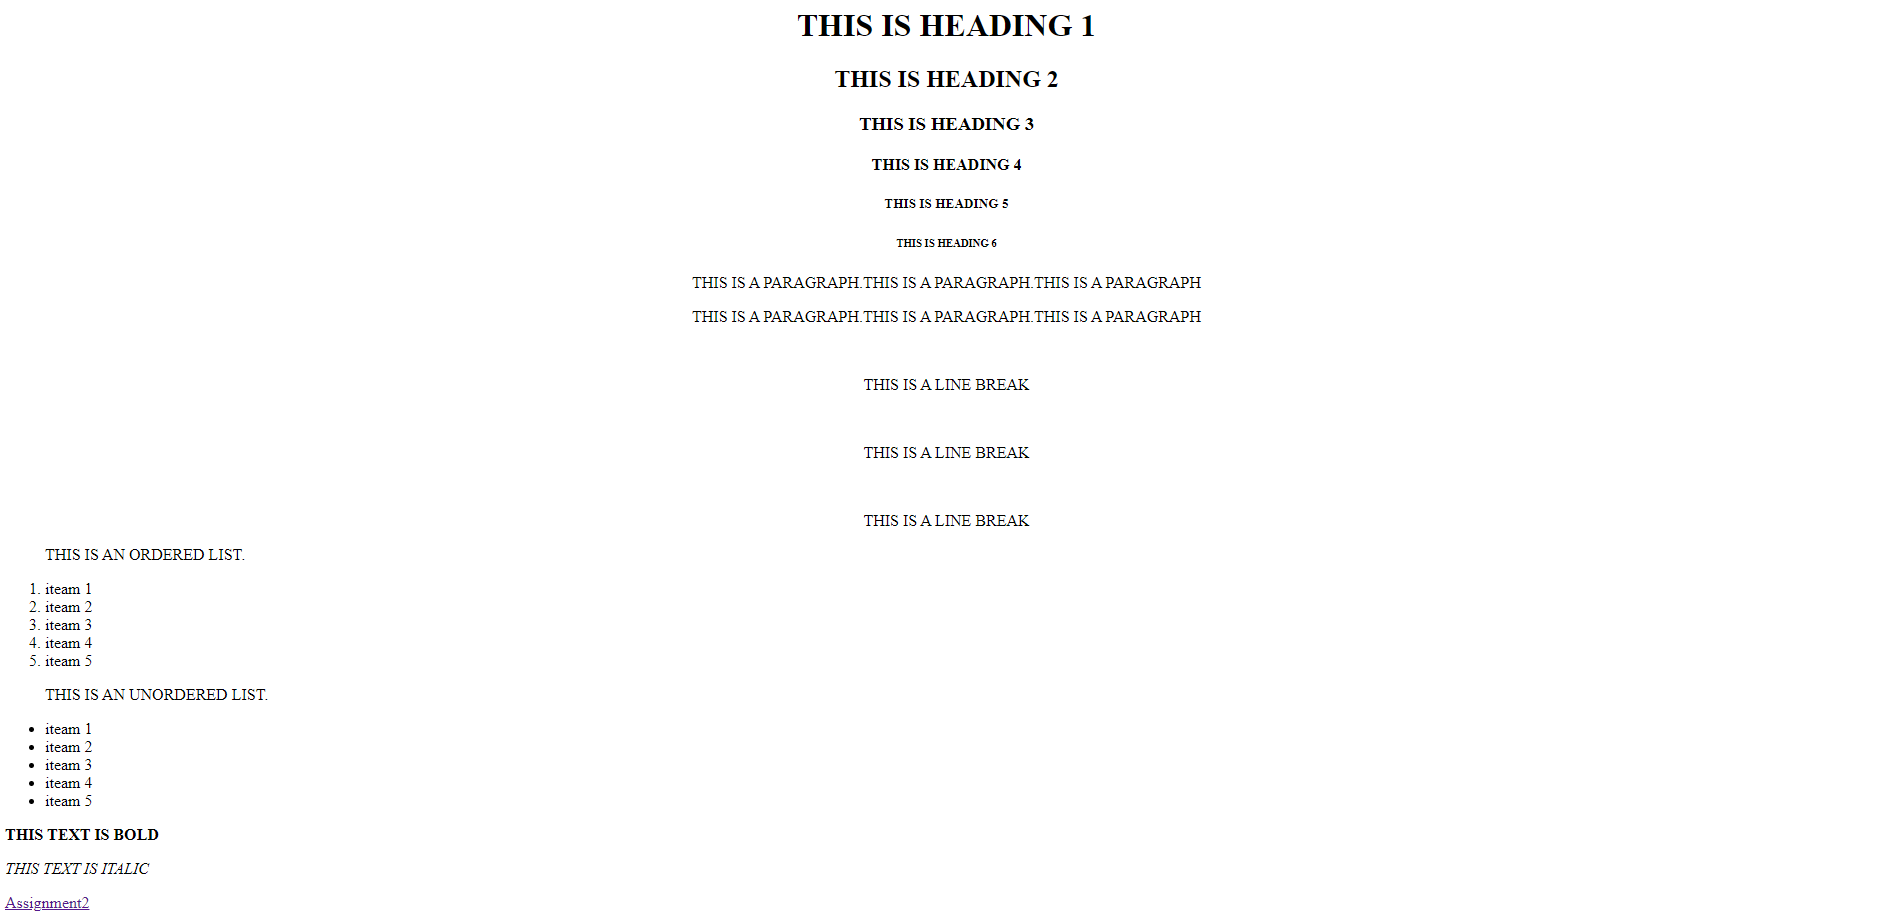 THIS IS HEADING 1
THIS IS HEADING 2
THIS IS HEADING 3
THIS IS HEADING 4
THIS IS HEADING 5
THIS IS HEADING 6
THIS IS A PARAGRAPH.THIS IS A PARAGRAPH.THIS IS A PARAGRAPH
THIS IS A PARAGRAPH.THIS IS A PARAGRAPH.THIS IS A PARAGRAPH
THIS IS A LINE BREAK
THIS IS A LINE BREAK
THIS IS A LINE BREAK
THIS IS AN ORDERED LIST.
1. iteam 1
2. iteam 2
3. iteam 3
4. iteam 4
5. iteam 5
THIS IS AN UNORDERED LIST.
• iteam 1
• iteam 2
• iteam 3
• iteam 4
• iteam 5
THIS TEXT IS BOLD
THIS TEXT IS ITALIC
Assignment2